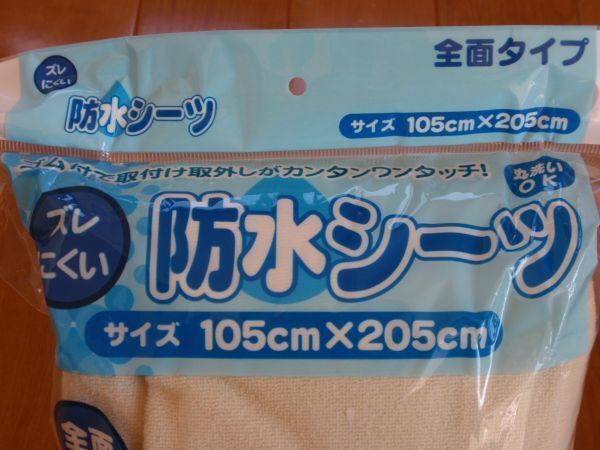 ズレ
にくい
防水シーツ
全面タイプ
サイズ 105cm×205cm
ゴム付で取付け取外しがカンタンワンタッチ!
丸洗い
OK
ズレ
にくい
防水シーツ
サイズ 105cm×205cm
全面